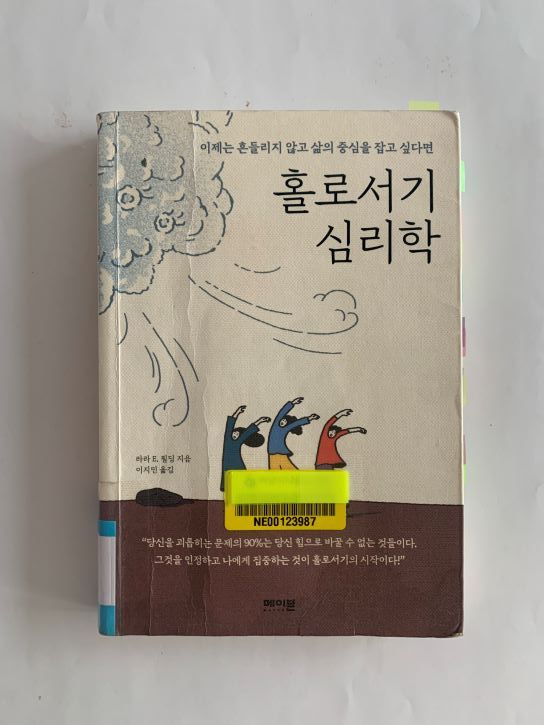 이제는 흔들리지 않고 삶의 중심을 잡고 싶다면
홀로서기
심리학
라라 E. 필딩 지음
이지민 옮김
NE00123987
“당신을 괴롭히는 문제의 90%는 당신 힘으로 바꿀 수 없는 것들이다.
그것을 인정하고 나에게 집중하는 것이 홀로서기의 시작이다!”
메이븐